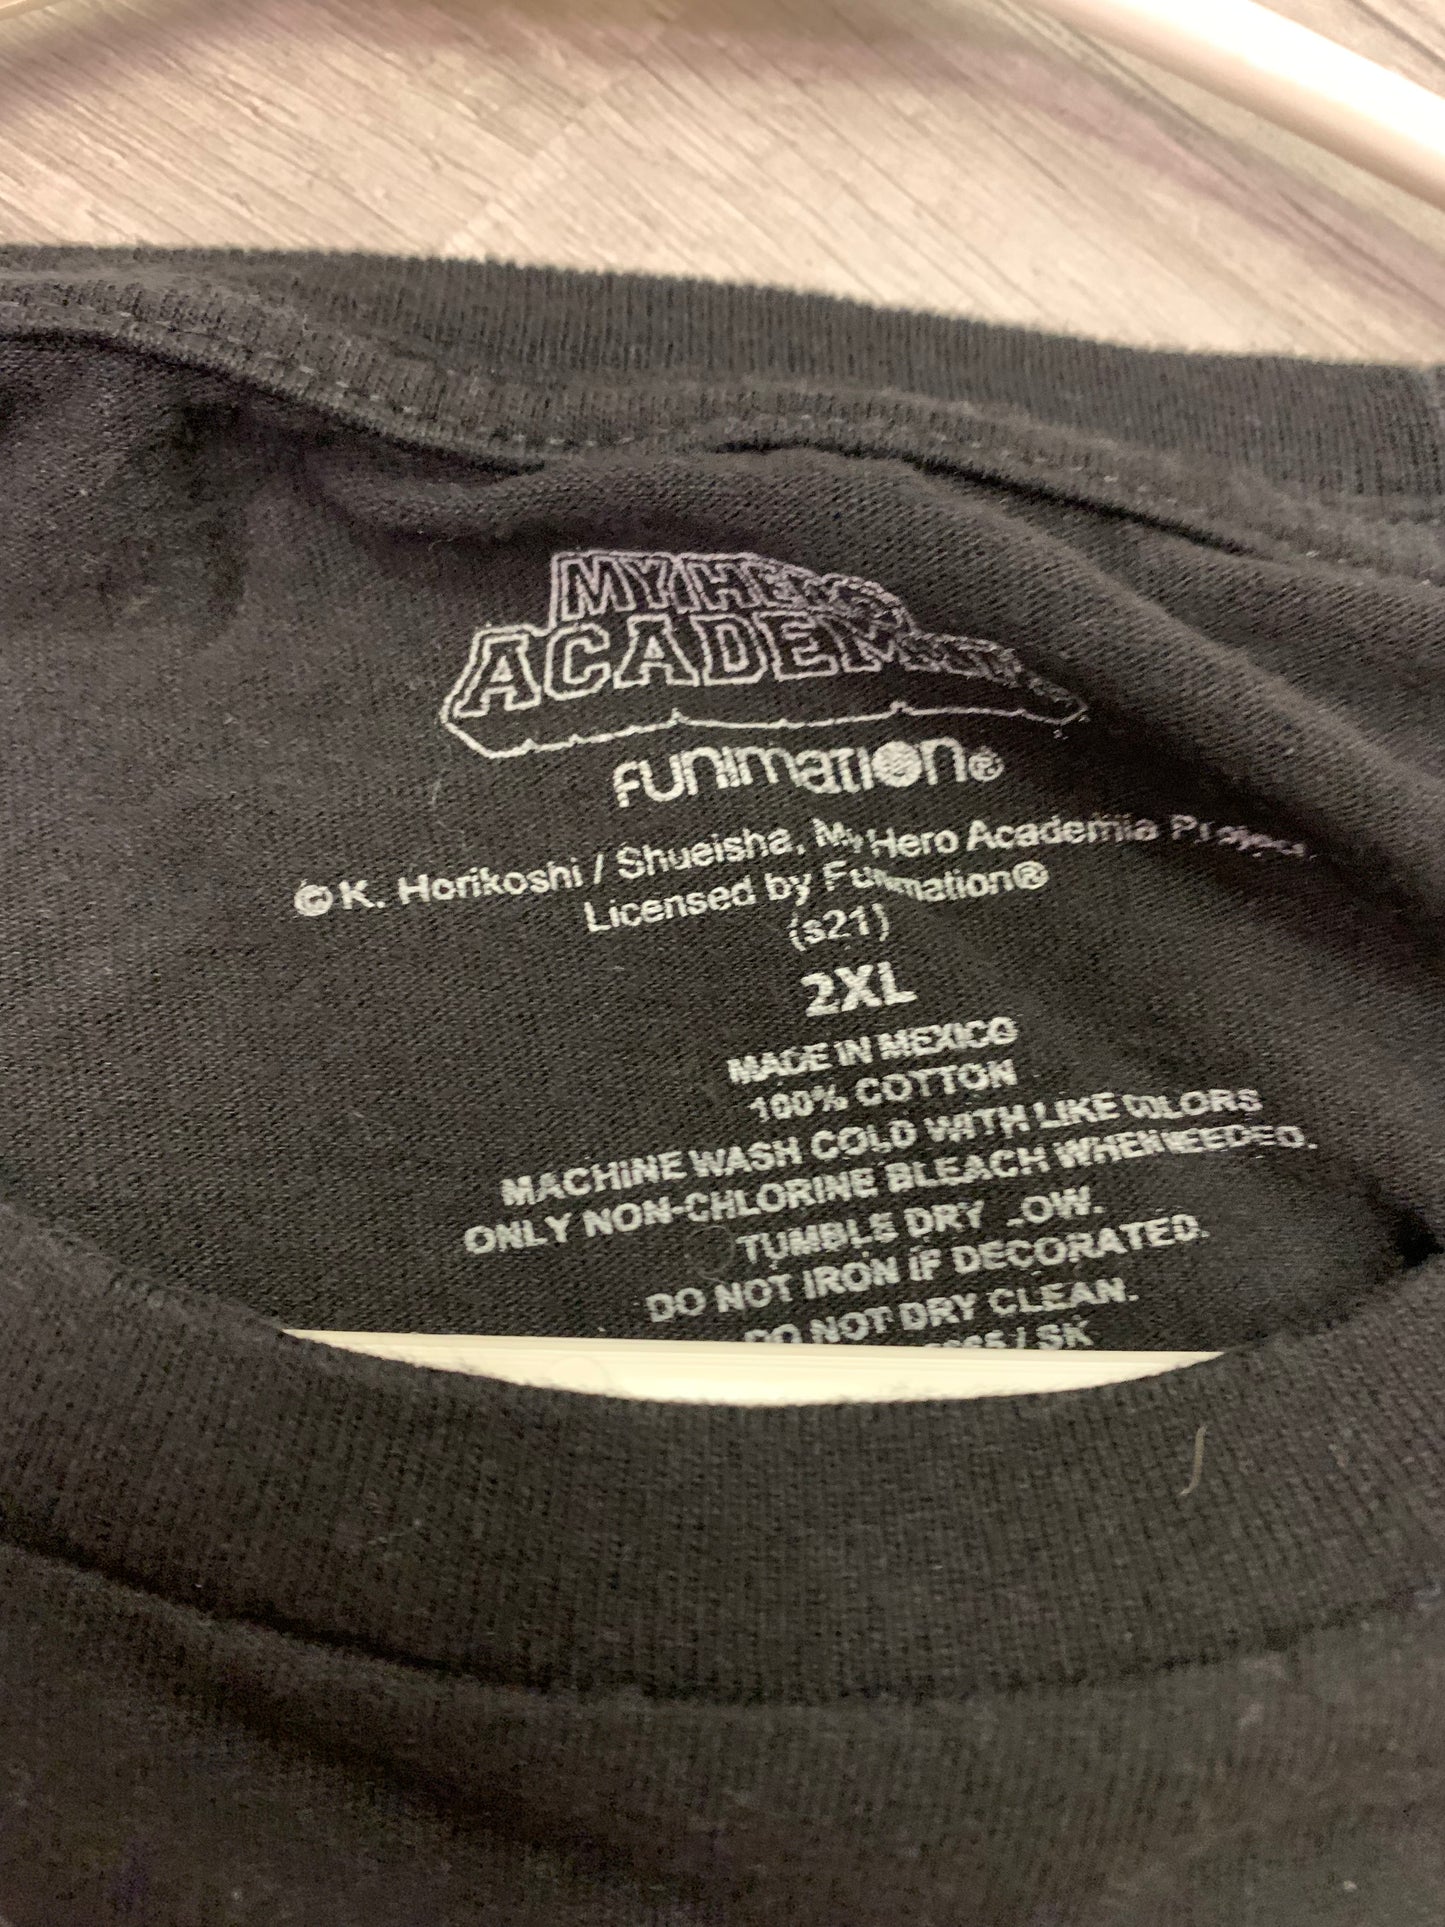 MY HERO
ACADEMIA
FUNIMATION®
© K. Horikoshi / Shueisha, My Hero Academia Project.
Licensed by Funimation®
(s21)
2XL
MADE IN MEXICO
100% COTTON
MACHINE WASH COLD WITH LIKE COLORS
ONLY NON-CHLORINE BLEACH WHEN NEEDED.
TUMBLE DRY LOW.
DO NOT IRON IF DECORATED.
DO NOT DRY CLEAN.
/ SK